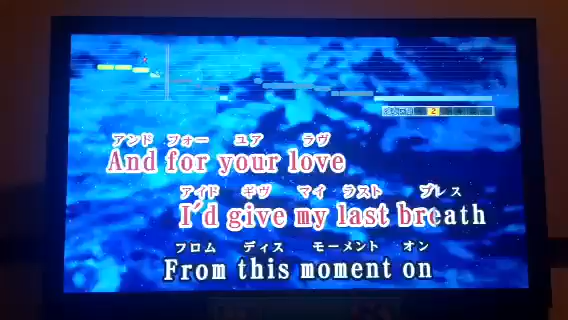 アンド フォー ユア ラヴ
And for your love
アイド ギヴ マイ ラスト ブレス
I'd give my last breath
フロム ディス モーメント オン
From this moment on